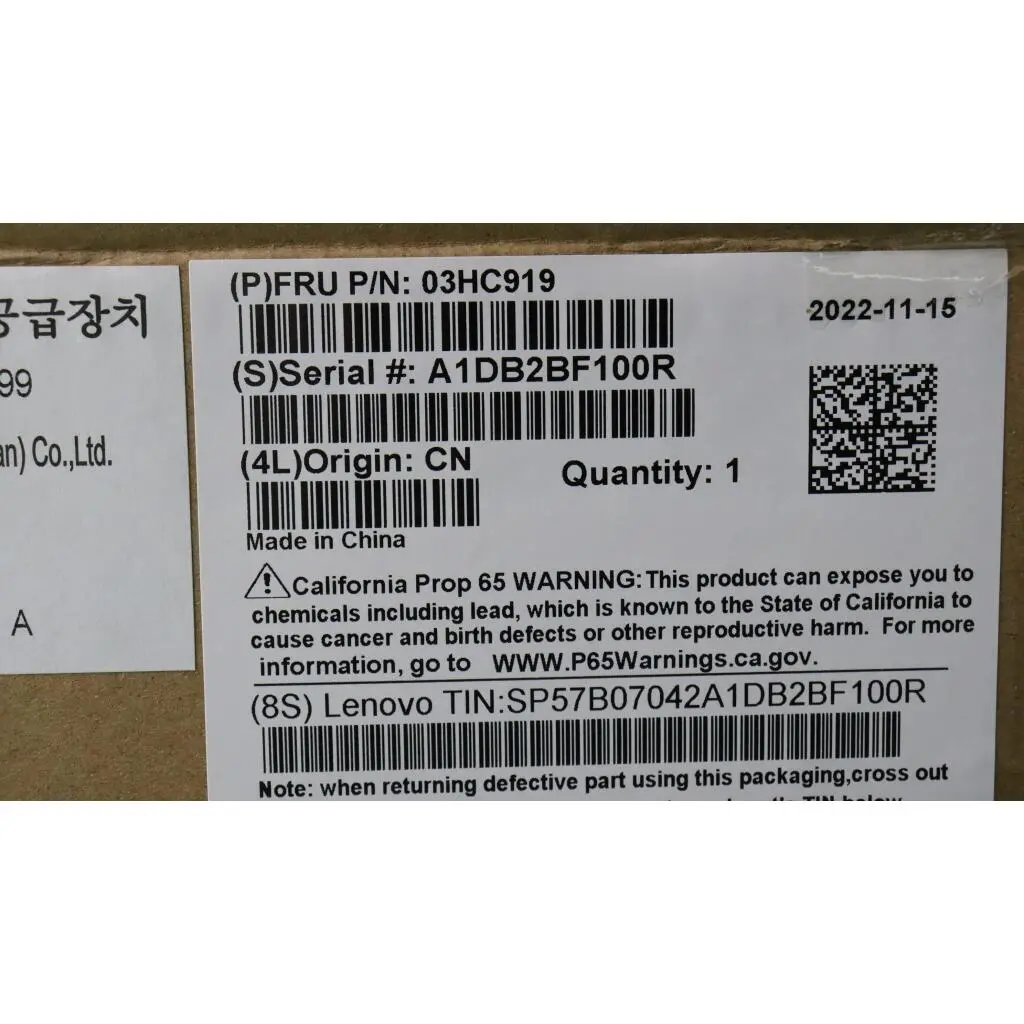 공급장치
99
an) Co.,Ltd.
A
(P)FRU P/N: 03HC919
2022-11-15
(S)Serial #: A1DB2BF100R
(4L)Origin: CN
Quantity: 1
Made in China
California Prop 65 WARNING: This product can expose you to
chemicals including lead, which is known to the State of California to
cause cancer and birth defects or other reproductive harm. For more
information, go to WWW.P65Warnings.ca.gov.
(8S) Lenovo TIN:SP57B07042A1DB2BF100R
Note: when returning defective part using this packaging,cross out
TIN below